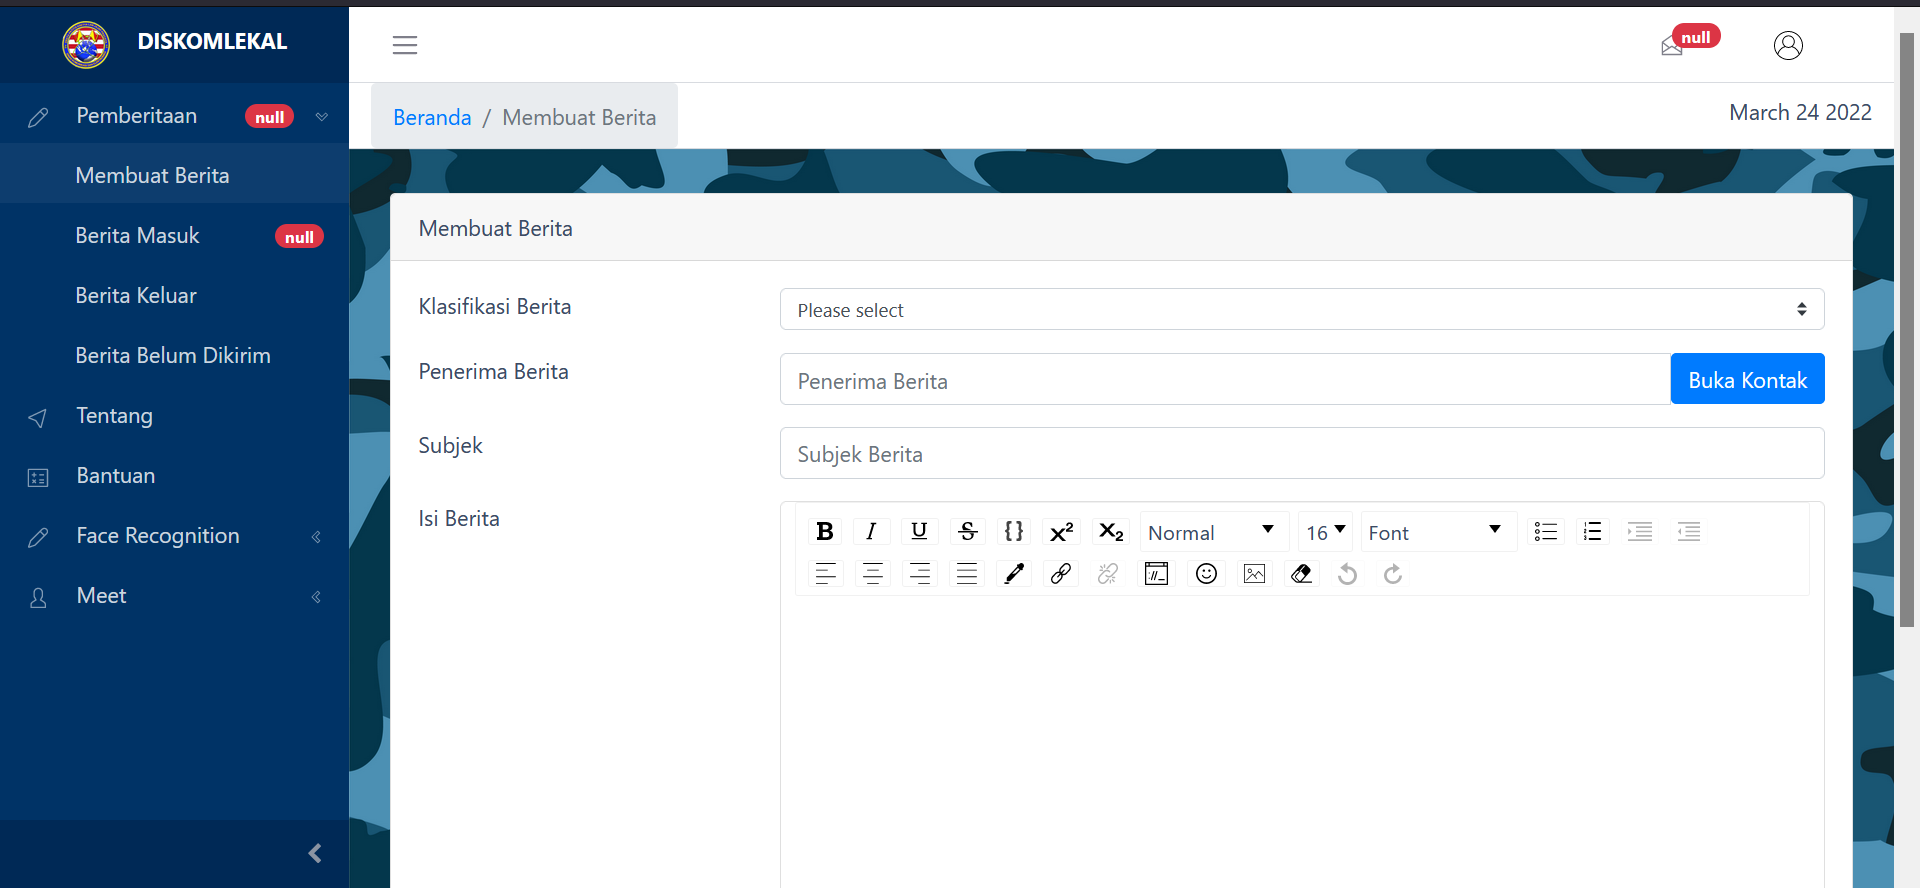 DISKOMLEKAL
null
Pemberitaan null
Beranda / Membuat Berita
March 24 2022
Membuat Berita
Berita Masuk null
Berita Keluar
Berita Belum Dikirim
Tentang
Bantuan
Face Recognition
Meet
Membuat Berita
Klasifikasi Berita
Please select
Penerima Berita
Penerima Berita
Buka Kontak
Subjek
Subjek Berita
Isi Berita
B I U S {} x² x₂ Normal 16 Font